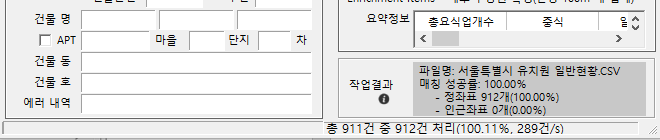 건물 명
APT 마을 단지 차
건물 동
건물 호
에러 내역
요약정보
총요식업개수 중식
작업결과
파일명: 서울특별시 유치원 일반현황.CSV
매칭 성공률: 100.00%
- 정좌표 912개(100.00%)
- 인근좌표 0개(0.00%)
총 911건 중 912건 처리(100.11%, 289건/s)